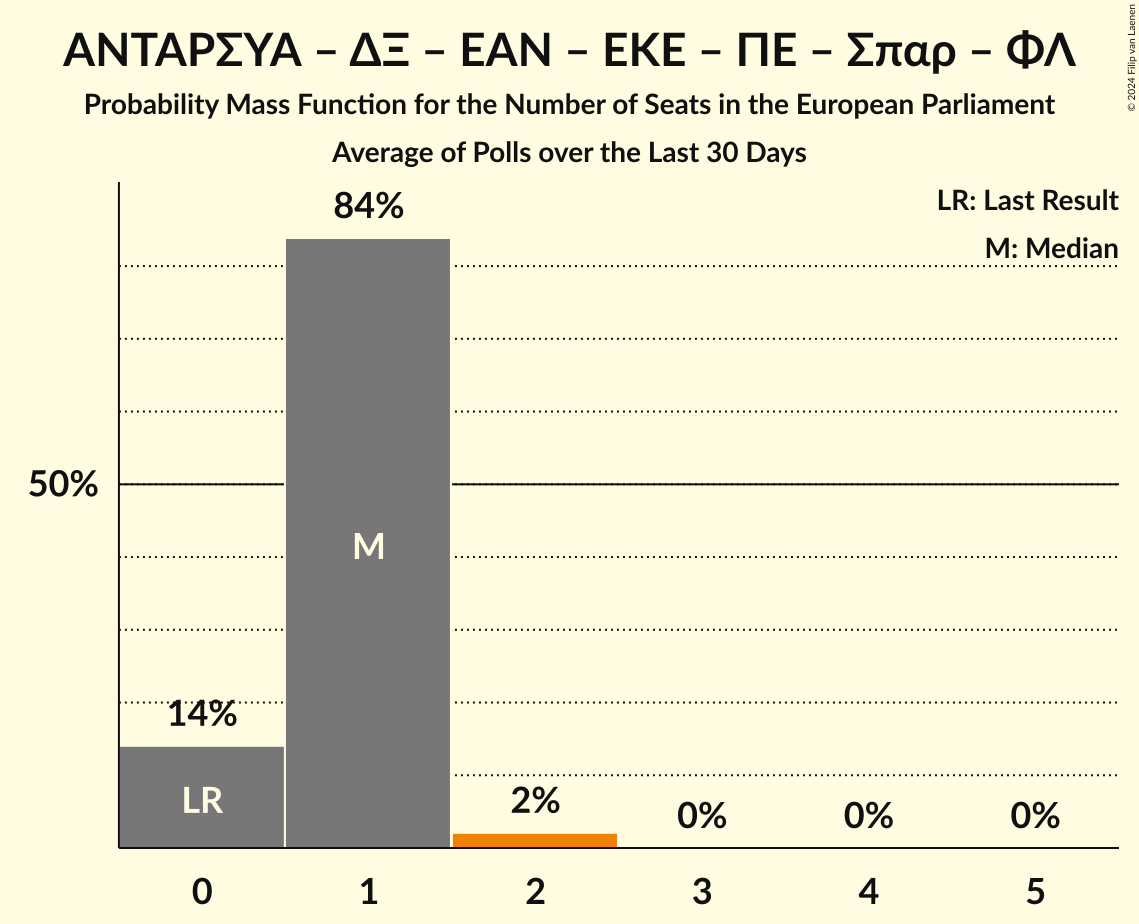 ΑΝΤΑΡΣΥΑ – ΔΞ – ΕΑΝ – ΕΚΕ – ΠΕ – Σπαρ – ΦΛ
Probability Mass Function for the Number of Seats in the European Parliament
Average of Polls over the Last 30 Days
© 2024 Filip van Laenen
LR: Last Result
M: Median
84%
50%
M
14%
LR
2%
0%
0%
0%
0 1 2 3 4 5